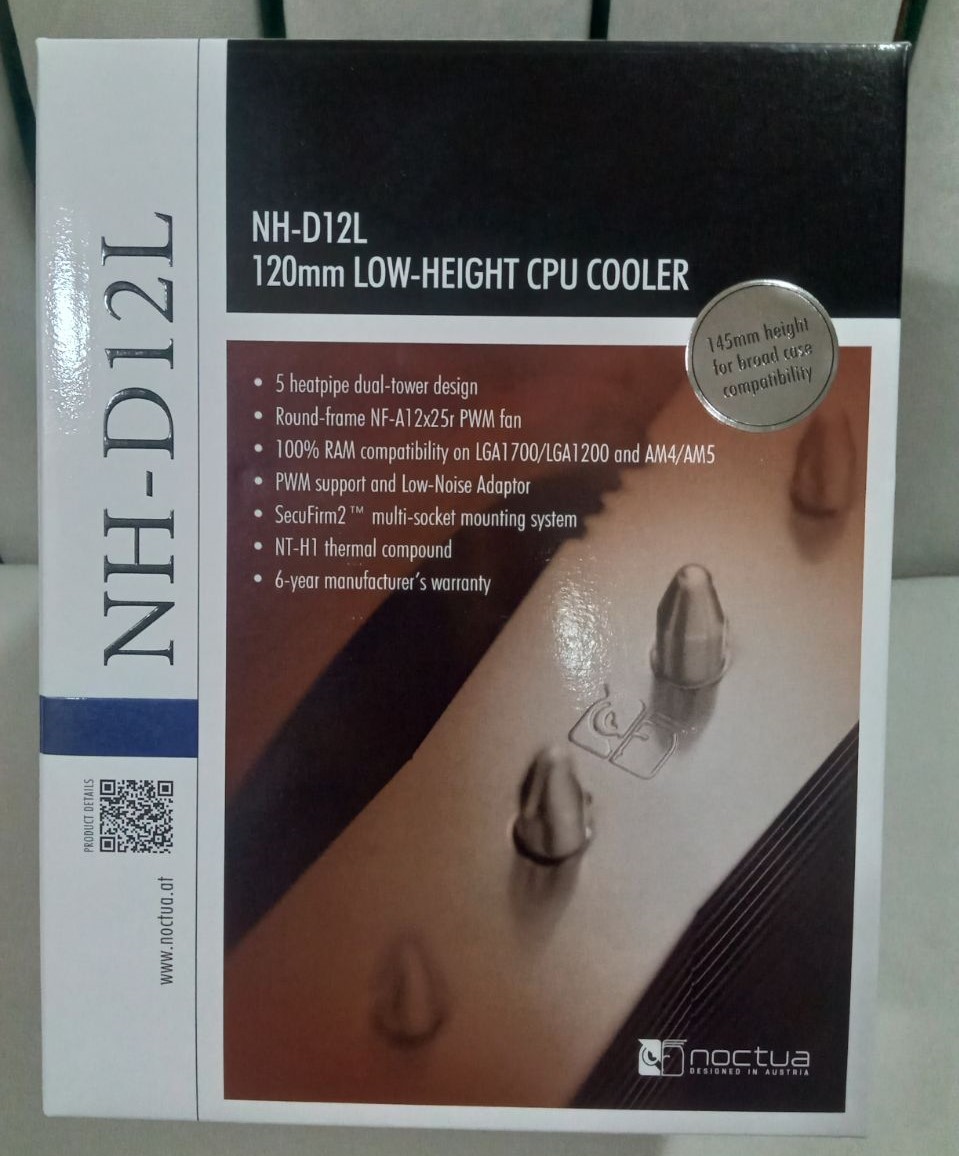 NH-D12L
PRODUCT DETAILS
www.noctua.at
NH-D12L
120mm LOW-HEIGHT CPU COOLER
145mm height
for broad case
compatibility
• 5 heatpipe dual-tower design
• Round-frame NF-A12x25r PWM fan
• 100% RAM compatibility on LGA1700/LGA1200 and AM4/AM5
• PWM support and Low-Noise Adaptor
• SecuFirm2™ multi-socket mounting system
• NT-H1 thermal compound
• 6-year manufacturer's warranty
noctua
DESIGNED IN AUSTRIA